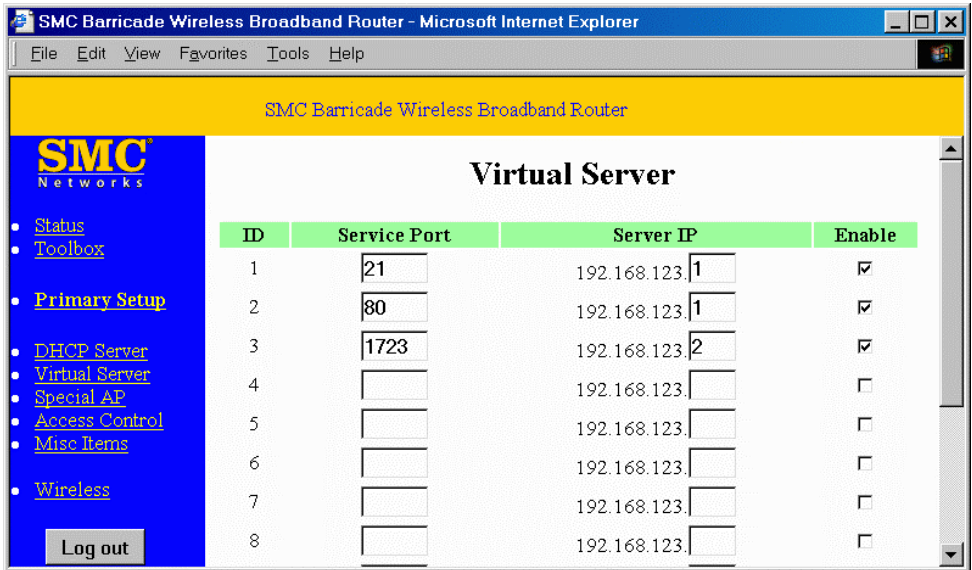 SMC Barricade Wireless Broadband Router - Microsoft Internet Explorer
File Edit View Favorites Tools Help
SMC Barricade Wireless Broadband Router
SMC®
Networks
Status
Toolbox
Primary Setup
DHCP Server
Virtual Server
Special AP
Access Control
Misc Items
Wireless
Log out
Virtual Server
ID Service Port Server IP Enable
1 21 192.168.123.1
2 80 192.168.123.1
3 1723 192.168.123.2
4 192.168.123.
5 192.168.123.
6 192.168.123.
7 192.168.123.
8 192.168.123.